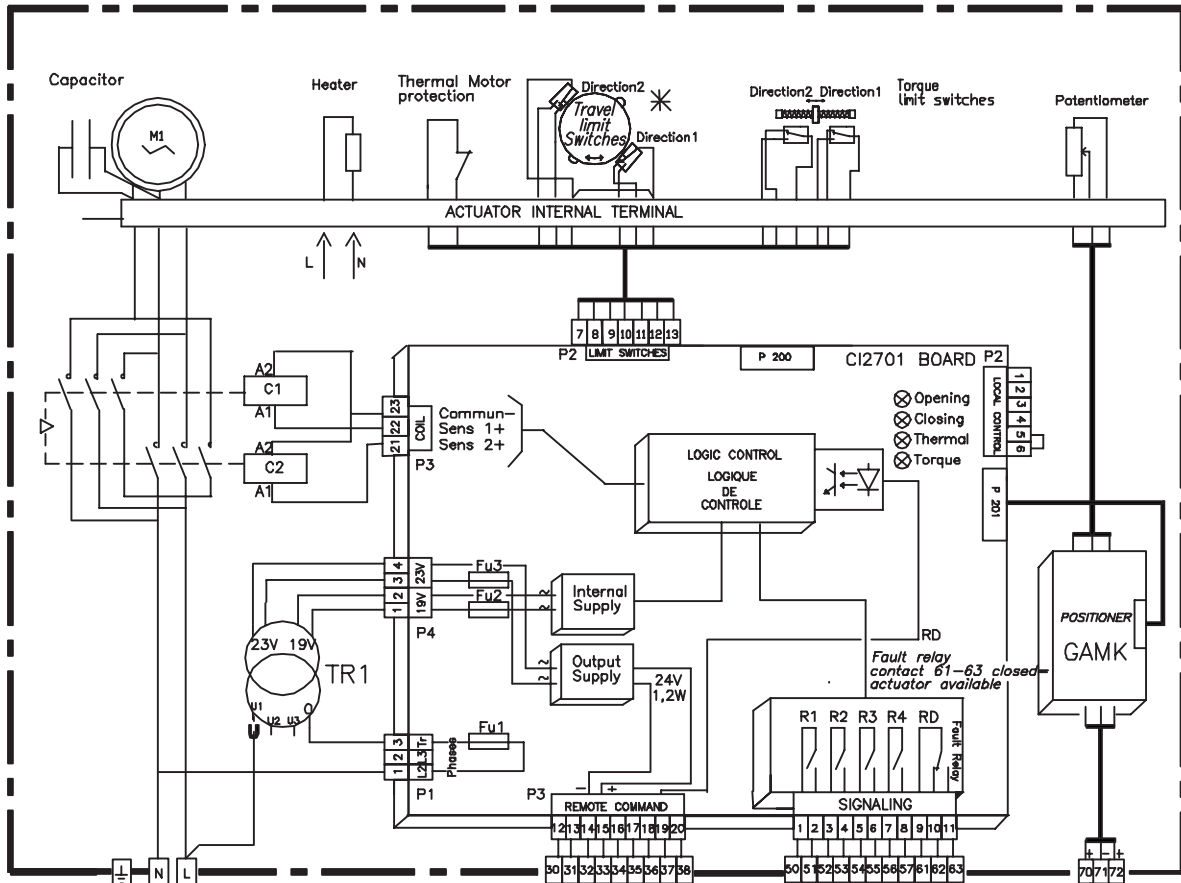 Capacitor
M1
Heater
Thermal Motor
protection
Direction2
Travel
limit
Switches
Direction1
Direction2 Direction1
Torque
limit switches
Potentiometer
ACTUATOR INTERNAL TERMINAL
L
N
7 8 9 10 11 12 13
P2 LIMIT SWITCHES
P 200
CI2701 BOARD
P2
LOCAL CONTROL
1
2
3
4
5
6
Opening
Closing
Thermal
Torque
P 201
A2
C1
A1
A2
C2
A1
23
22
21
COIL
P3
Commun-
Sens 1+
Sens 2+
LOGIC CONTROL
LOGIQUE
DE
CONTROLE
4
3
2
1
23V
19V
P4
Fu3
Fu2
Internal
Supply
Output
Supply
24V
1,2W
23V 19V
TR1
U1
U2 U3
O
3
2
1
Tr
L3
L2
Phases
P1
Fu1
RD
Fault relay
contact 61-63 closed
actuator available
POSITIONER
GAMK
R1 R2 R3 R4 RD
Fault Relay
- +
P3
REMOTE COMMAND
SIGNALING
12 13 14 15 16 17 18 19 20
1 2 3 4 5 6 7 8 9 10 11
30 31 32 33 34 35 36 37 38
50 51 52 53 54 55 56 57 61 62 63
+ - +
70 71 72
N L